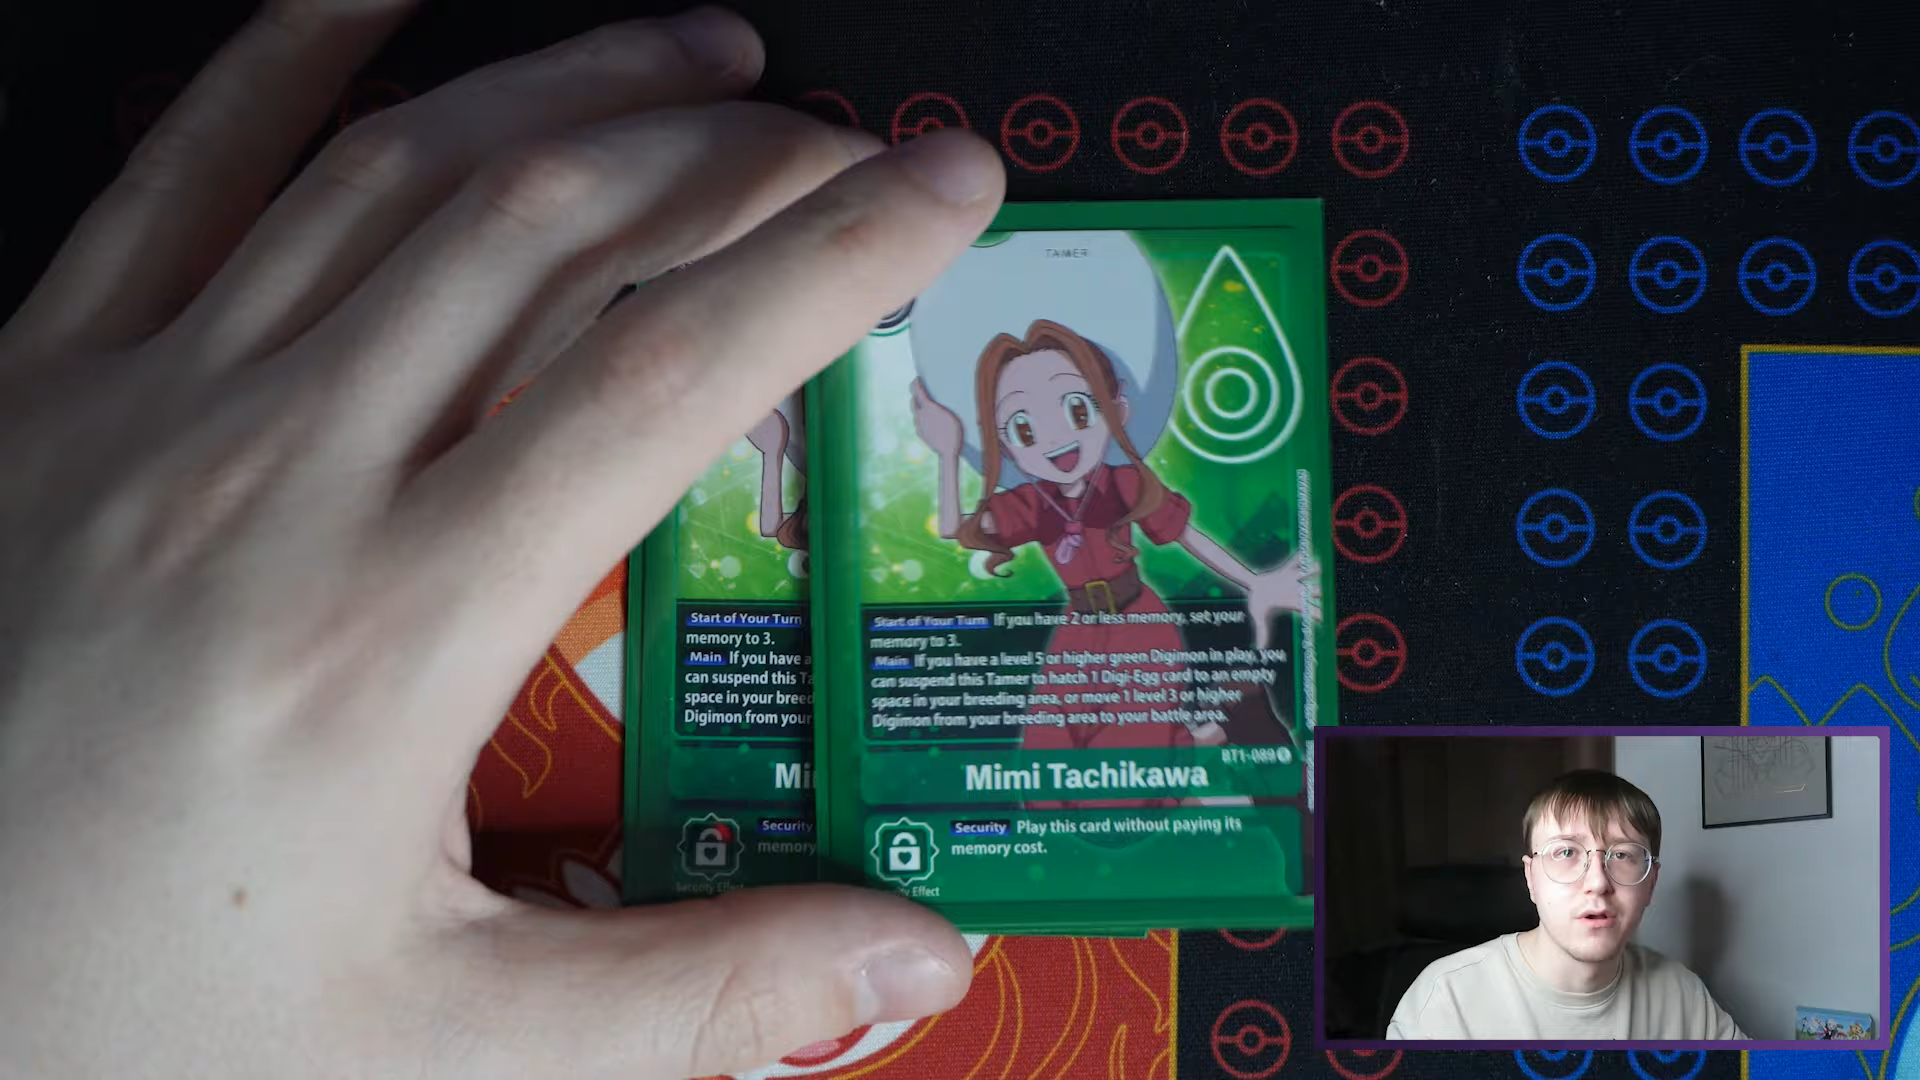 TAMER
Start of Your Turn
memory to 3.
Main If you have a
can suspend this Ta
space in your breed
Digimon from your
Mi
Security
memory
Security Effect
Start of Your Turn If you have 2 or less memory, set your
memory to 3.
Main If you have a level 5 or higher green Digimon in play, you
can suspend this Tamer to hatch 1 Digi-Egg card to an empty
space in your breeding area, or move 1 level 3 or higher
Digimon from your breeding area to your battle area.
BT1-089
Mimi Tachikawa
Security Play this card without paying its
memory cost.
ity Effect